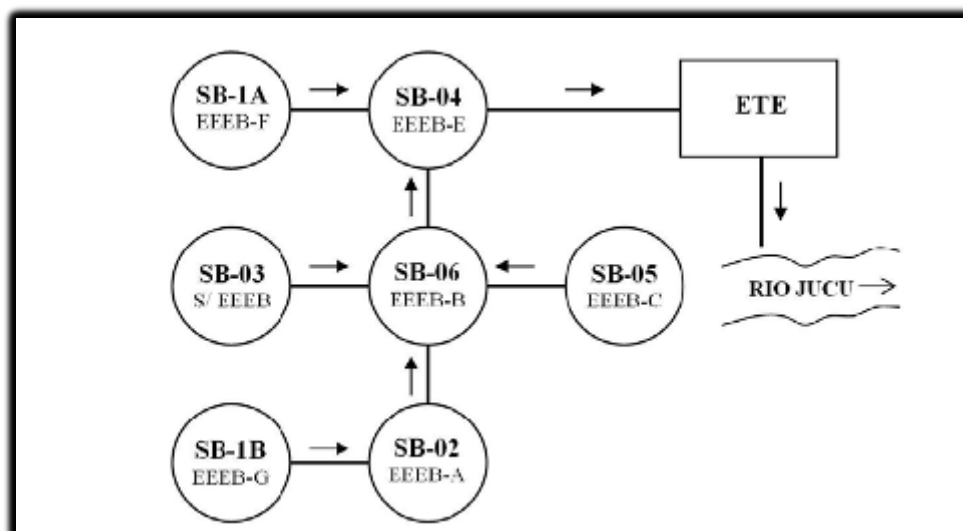 SB-1A
EEEB-F
SB-04
EEEB-E
ETE
SB-03
S/ EEEB
SB-06
EEEB-B
SB-05
EEEB-C
RIO JUCU
SB-1B
EEEB-G
SB-02
EEEB-A